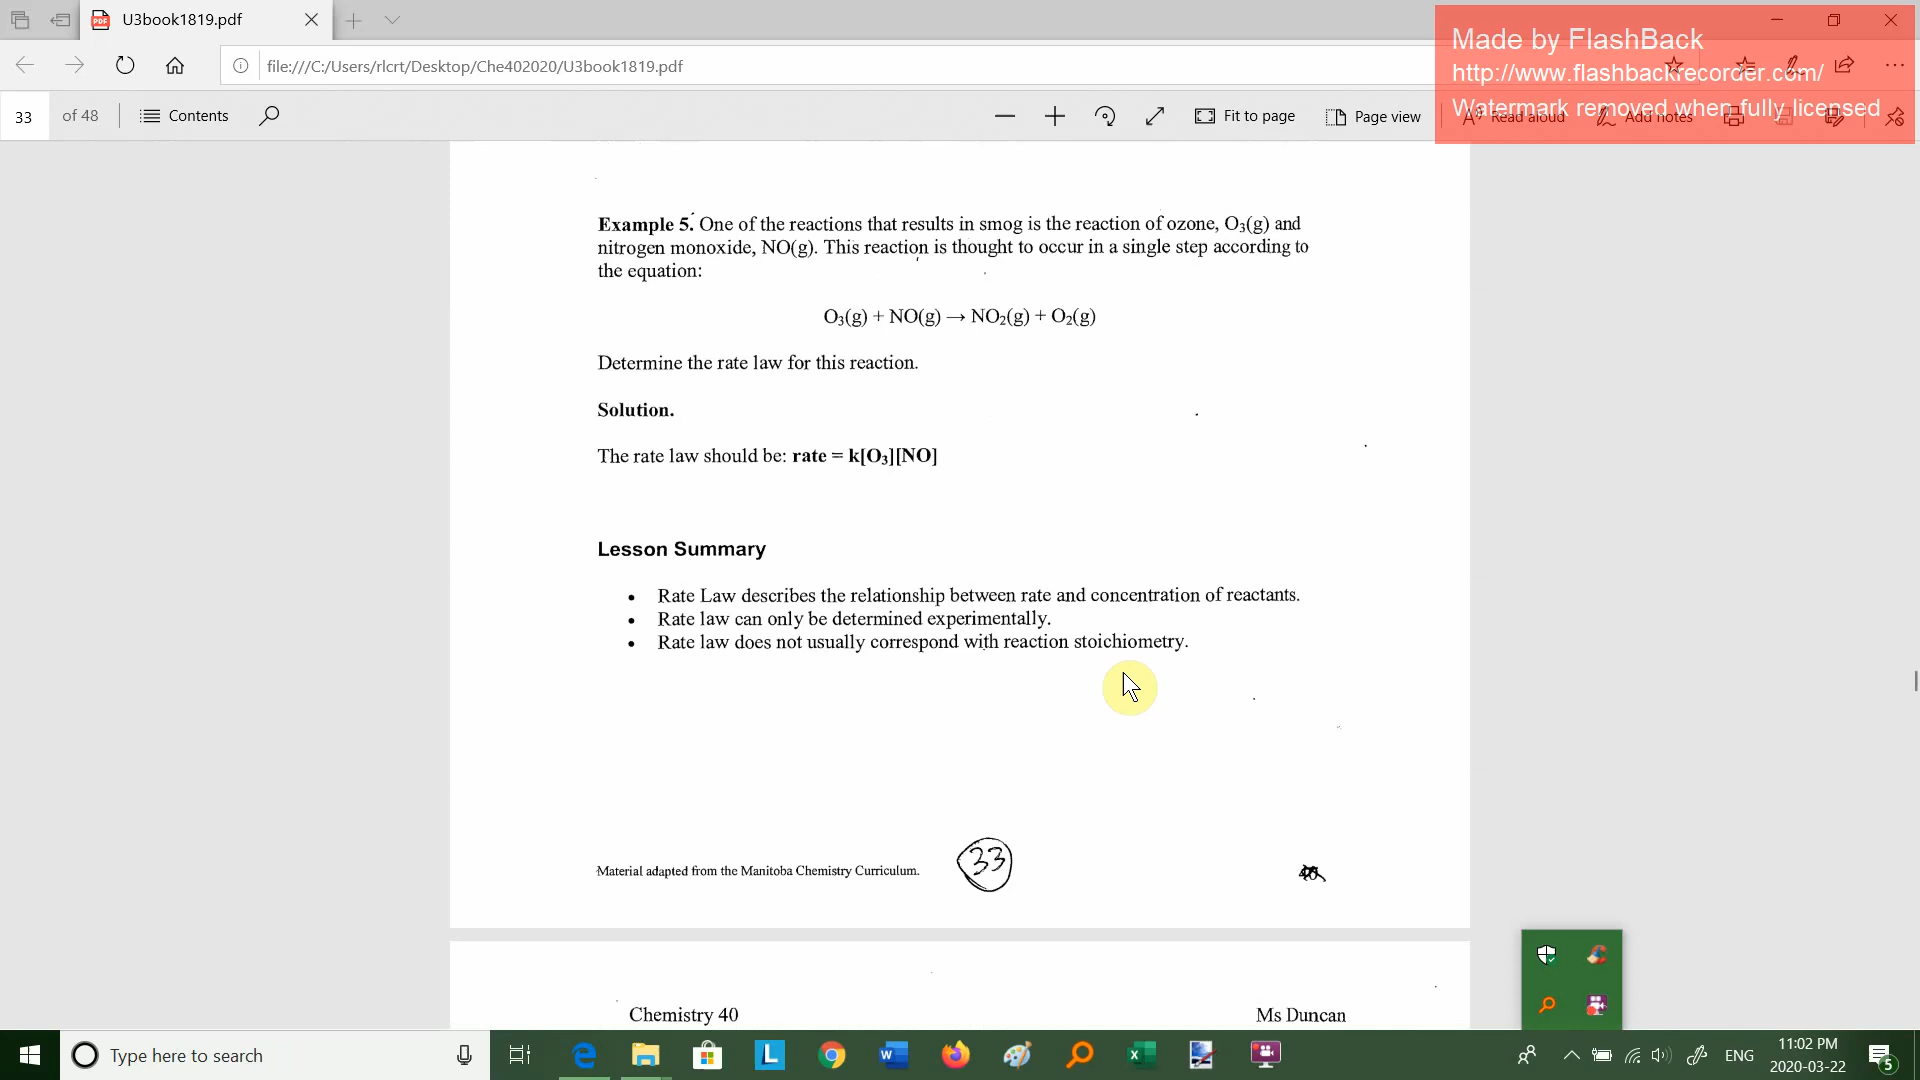 U3book1819.pdf
Made by FlashBack
http://www.flashbackrecorder.com/
Watermark removed when fully licensed
file:///C:/Users/rlcrt/Desktop/Che402020/U3book1819.pdf
33 of 48 Contents Fit to page Page view Read aloud Add notes
Example 5. One of the reactions that results in smog is the reaction of ozone, O₃(g) and
nitrogen monoxide, NO(g). This reaction is thought to occur in a single step according to
the equation:
O₃(g) + NO(g) → NO₂(g) + O₂(g)
Determine the rate law for this reaction.
Solution.
The rate law should be: rate = k[O₃][NO]
Lesson Summary
• Rate Law describes the relationship between rate and concentration of reactants.
• Rate law can only be determined experimentally.
• Rate law does not usually correspond with reaction stoichiometry.
Material adapted from the Manitoba Chemistry Curriculum. 33
Chemistry 40 Ms Duncan
Type here to search
ENG
11:02 PM
2020-03-22
5